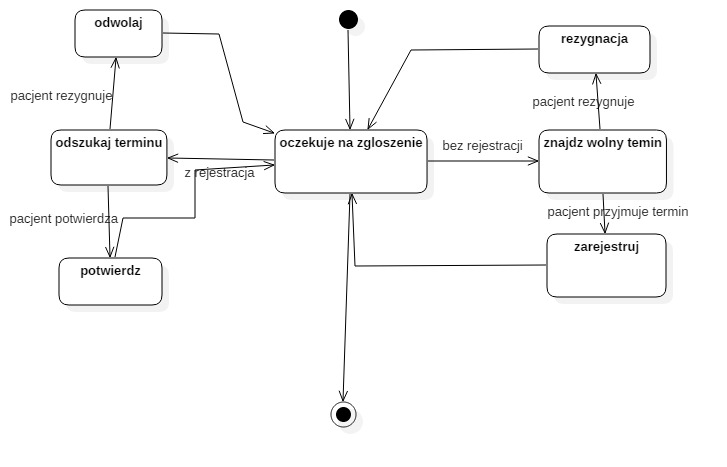 odwolaj
rezygnacja
pacjent rezygnuje
pacjent rezygnuje
odszukaj terminu
oczekuje na zgloszenie
bez rejestracji
znajdz wolny temin
z rejestracja
pacjent potwierdza
pacjent przyjmuje termin
potwierdz
zarejestruj